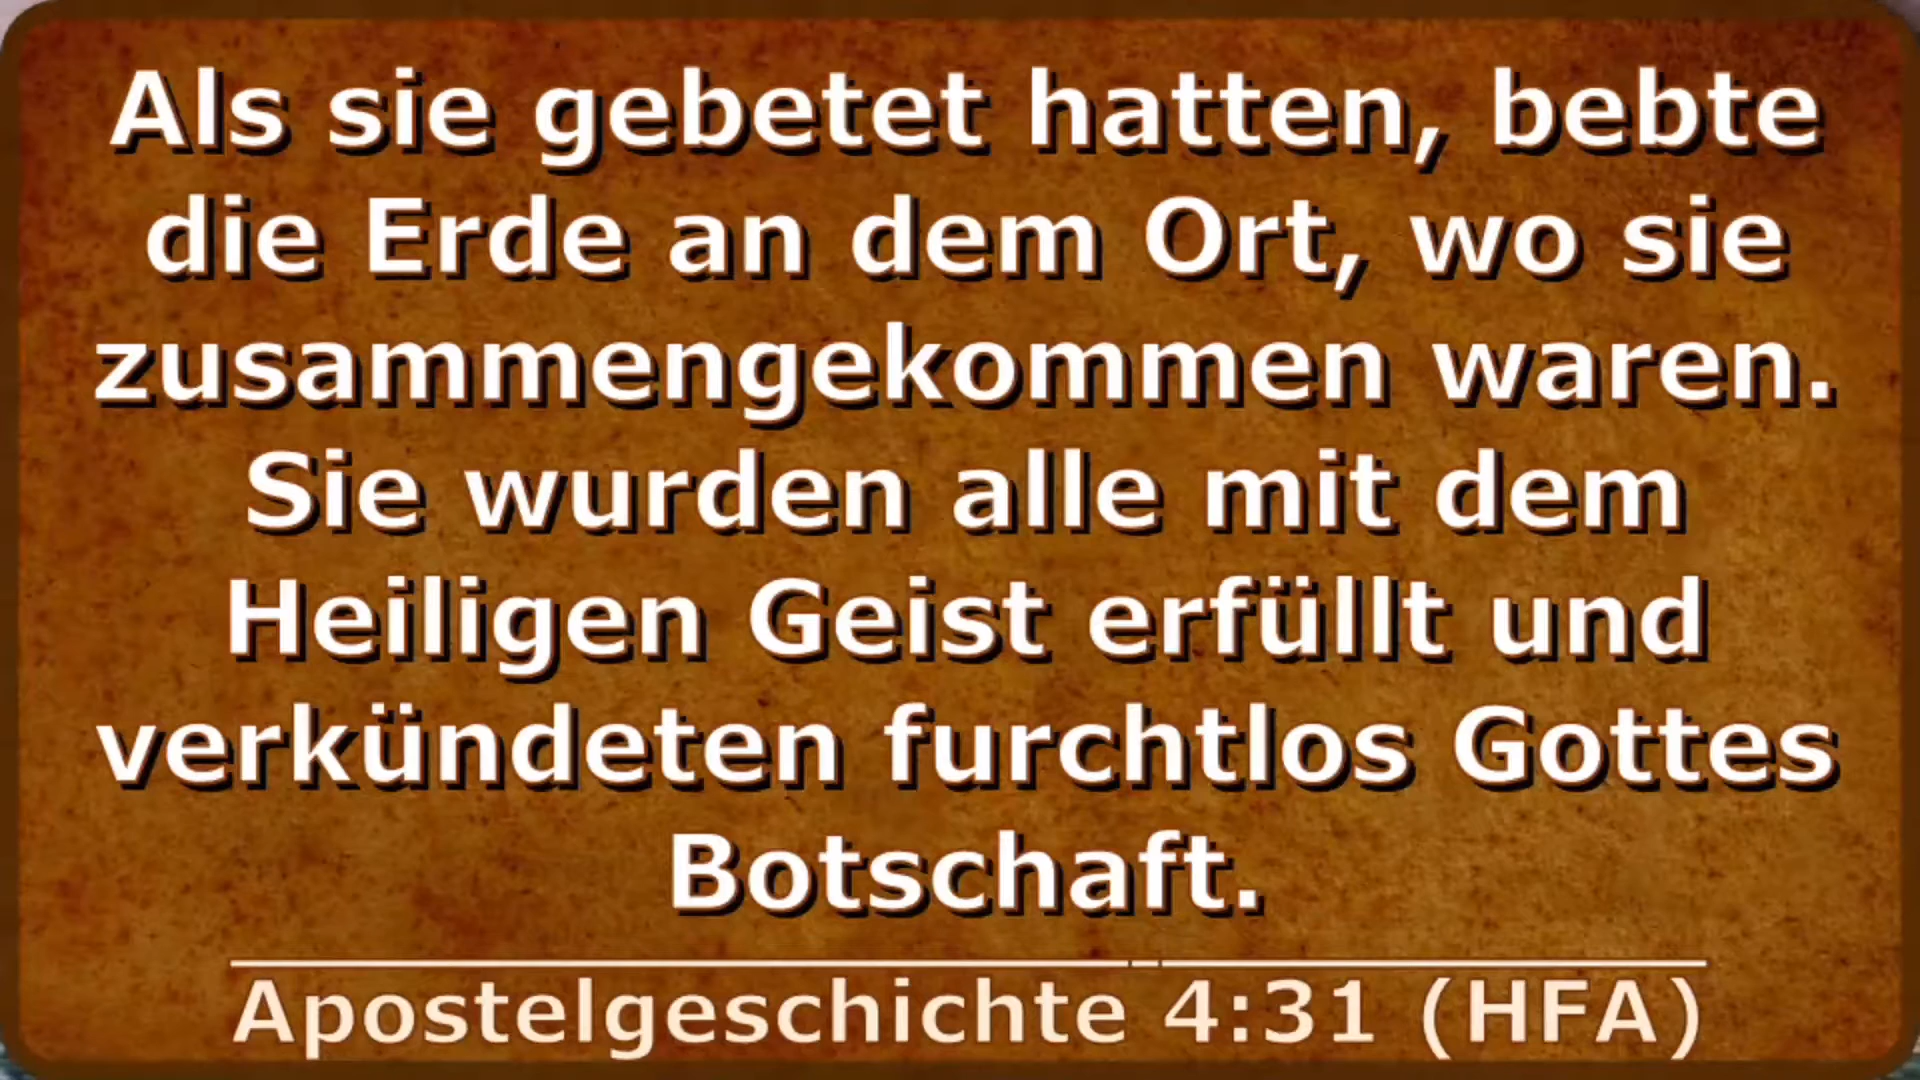 Als sie gebetet hatten, bebte
die Erde an dem Ort, wo sie
zusammengekommen waren.
Sie wurden alle mit dem
Heiligen Geist erfüllt und
verkündeten furchtlos Gottes
Botschaft.
Apostelgeschichte 4:31 (HFA)